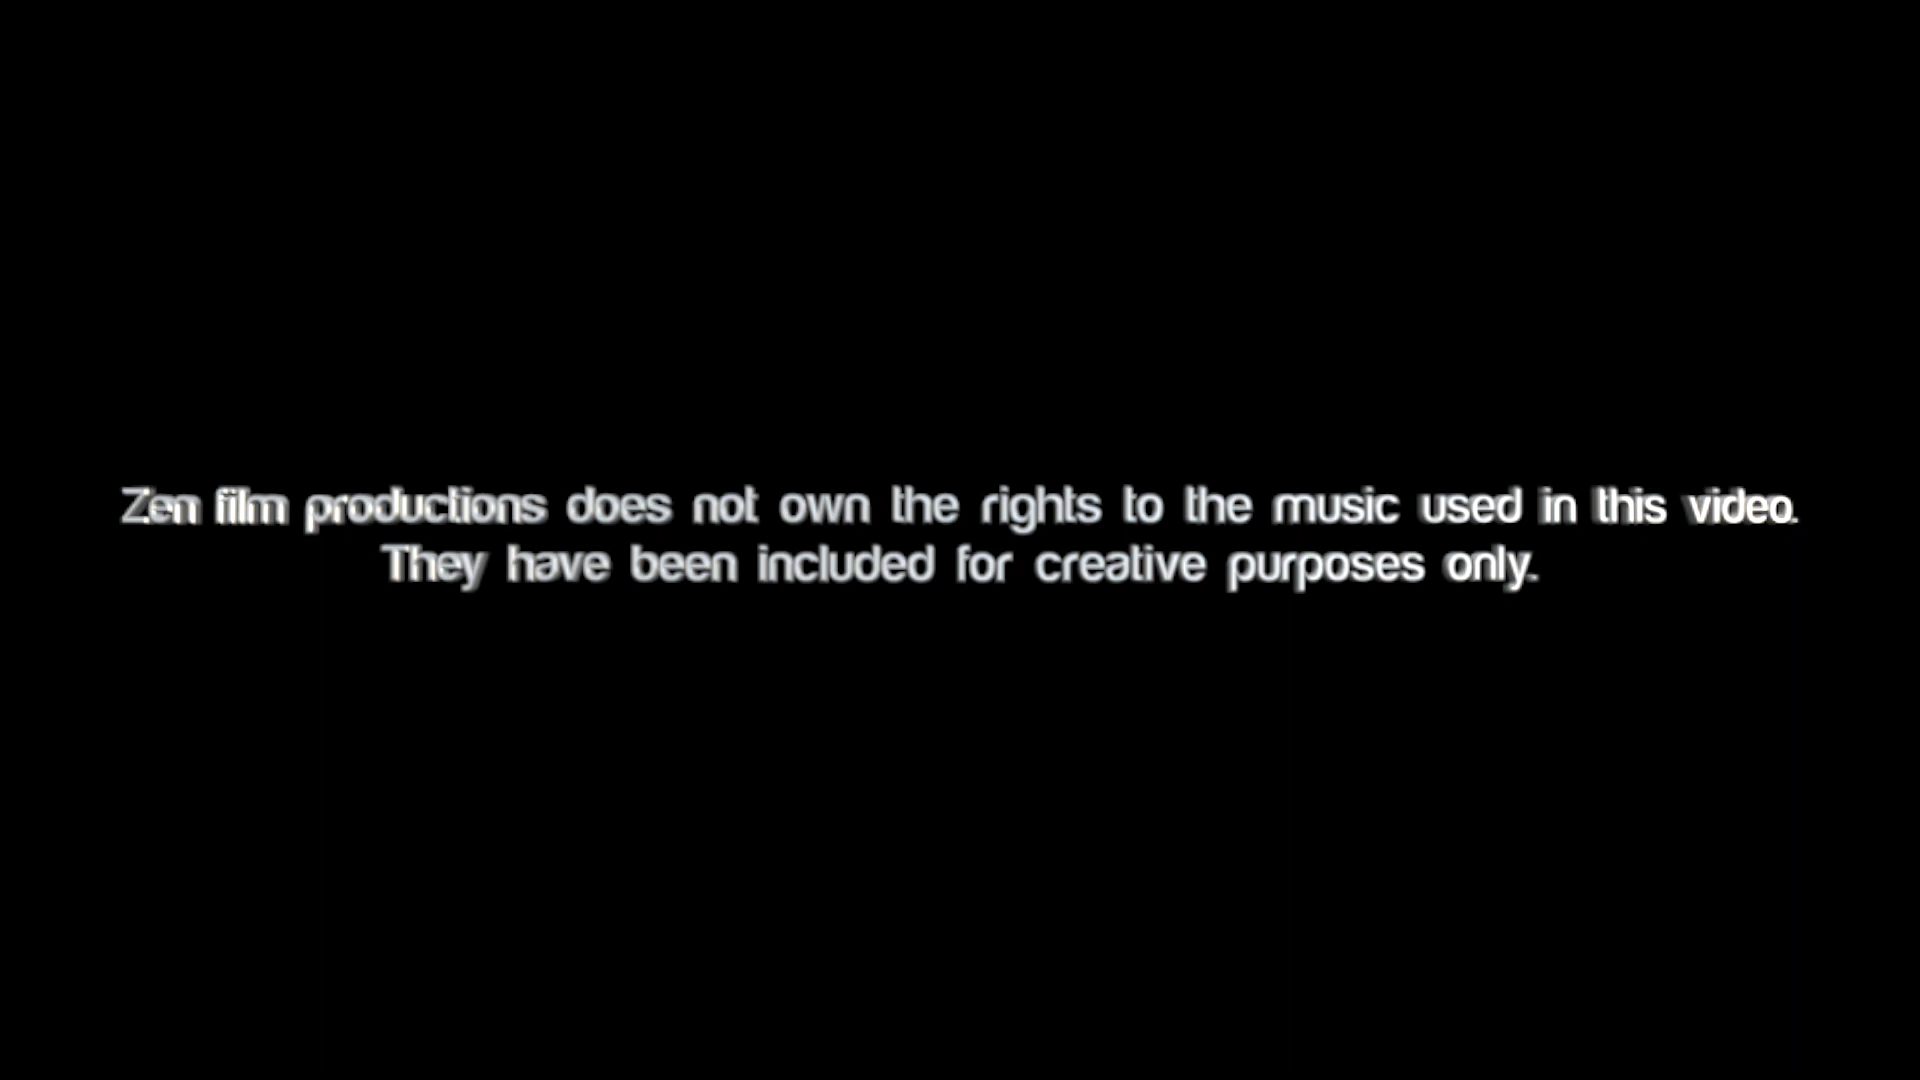 Zen film productions does not own the rights to the music used in this video.
They have been included for creative purposes only.